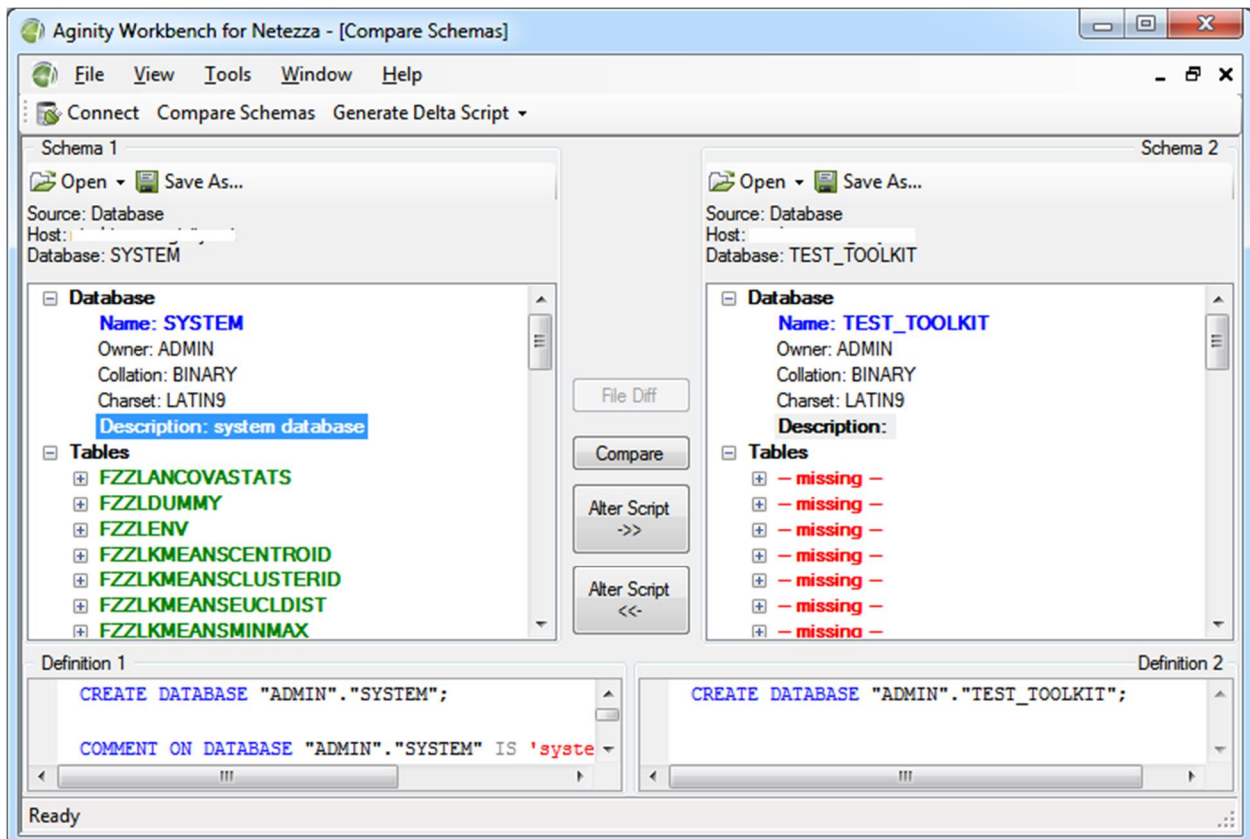 Aginity Workbench for Netezza - [Compare Schemas]
File View Tools Window Help
Connect Compare Schemas Generate Delta Script
Schema 1
Open Save As...
Source: Database
Host:
Database: SYSTEM
Database
Name: SYSTEM
Owner: ADMIN
Collation: BINARY
Charset: LATIN9
Description: system database
Tables
FZZLANCOVASTATS
FZZLDUMMY
FZZLENV
FZZLKMEANSCENTROID
FZZLKMEANSCLUSTERID
FZZLKMEANSEUCLDIST
FZZLKMEANSMINMAX
File Diff
Compare
Alter Script
->>
Alter Script
<<-
Schema 2
Open Save As...
Source: Database
Host:
Database: TEST_TOOLKIT
Database
Name: TEST_TOOLKIT
Owner: ADMIN
Collation: BINARY
Charset: LATIN9
Description:
Tables
-- missing --
-- missing --
-- missing --
-- missing --
-- missing --
-- missing --
-- missing --
Definition 1
CREATE DATABASE "ADMIN"."SYSTEM";
COMMENT ON DATABASE "ADMIN"."SYSTEM" IS 'syste
Definition 2
CREATE DATABASE "ADMIN"."TEST_TOOLKIT";
Ready